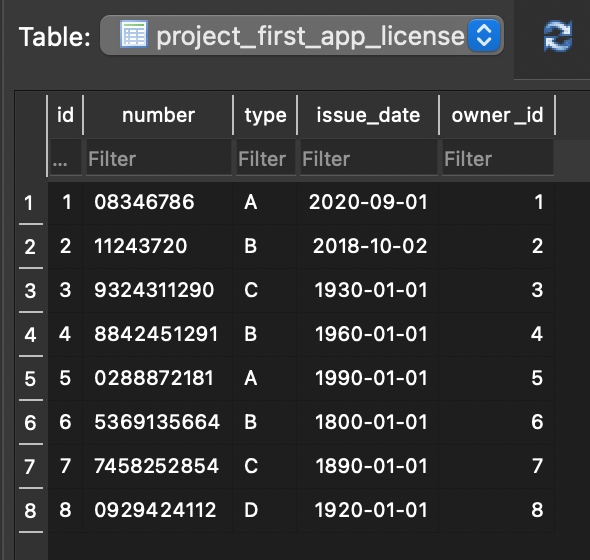 Table: project_first_app_license
id number type issue_date owner_id
... Filter Filter Filter Filter
1 1 08346786 A 2020-09-01 1
2 2 11243720 B 2018-10-02 2
3 3 9324311290 C 1930-01-01 3
4 4 8842451291 B 1960-01-01 4
5 5 0288872181 A 1990-01-01 5
6 6 5369135664 B 1800-01-01 6
7 7 7458252854 C 1890-01-01 7
8 8 0929424112 D 1920-01-01 8